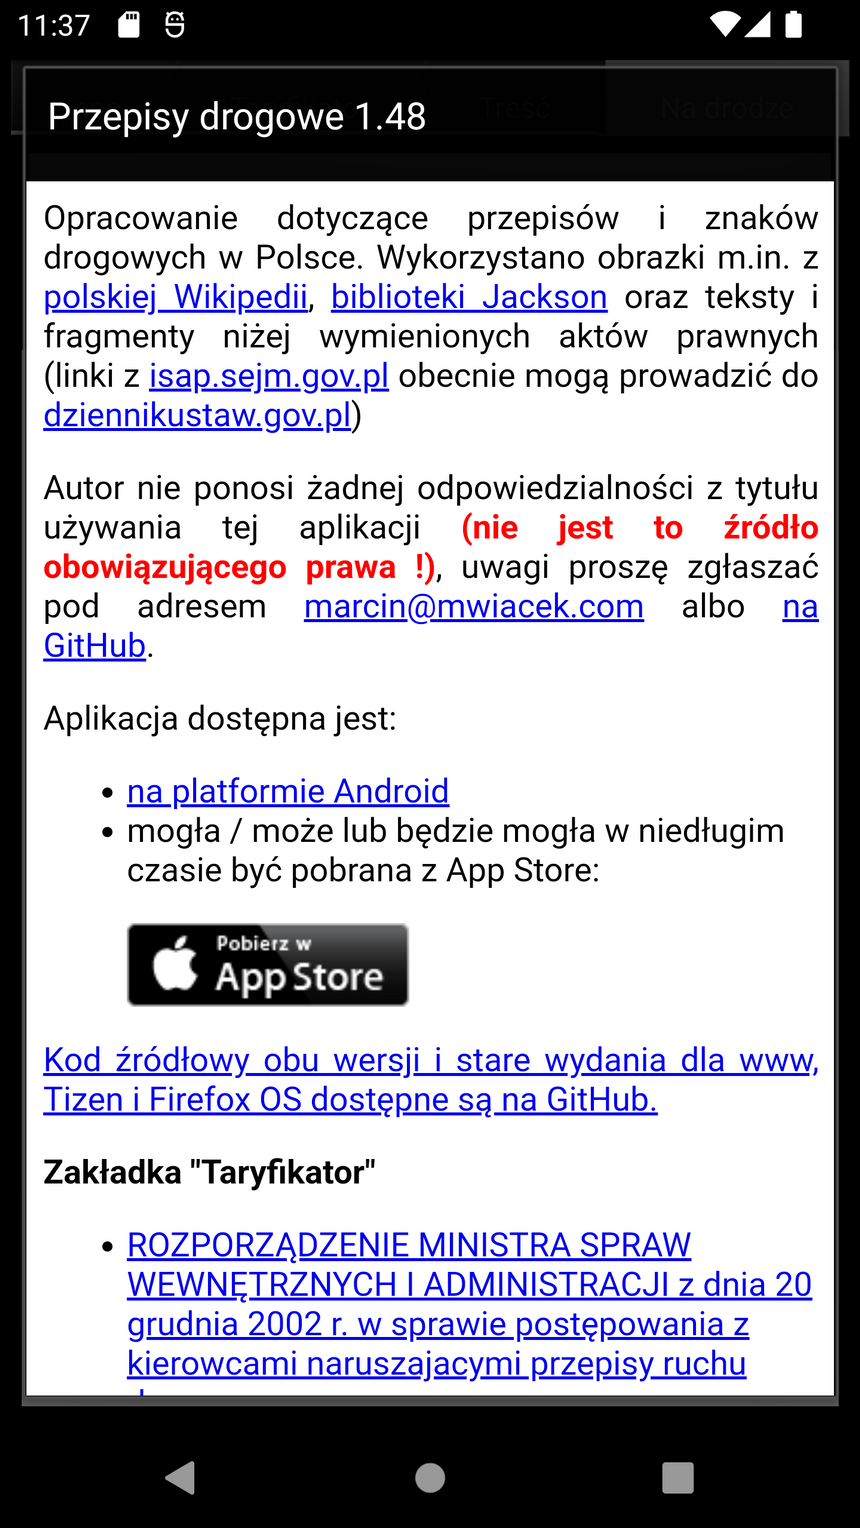 11:37
Treść
Na drodze
Przepisy drogowe 1.48
Opracowanie dotyczące przepisów i znaków
drogowych w Polsce. Wykorzystano obrazki m.in. z
polskiej Wikipedii, biblioteki Jackson oraz teksty i
fragmenty niżej wymienionych aktów prawnych
(linki z isap.sejm.gov.pl obecnie mogą prowadzić do
dziennikustaw.gov.pl)
Autor nie ponosi żadnej odpowiedzialności z tytułu
używania tej aplikacji (nie jest to źródło
obowiązującego prawa !), uwagi proszę zgłaszać
pod adresem marcin@mwiacek.com albo na
GitHub.
Aplikacja dostępna jest:
• na platformie Android
• mogła / może lub będzie mogła w niedługim
czasie być pobrana z App Store:
Pobierz w
App Store
Kod źródłowy obu wersji i stare wydania dla www,
Tizen i Firefox OS dostępne są na GitHub.
Zakładka "Taryfikator"
• ROZPORZĄDZENIE MINISTRA SPRAW
WEWNĘTRZNYCH I ADMINISTRACJI z dnia 20
grudnia 2002 r. w sprawie postępowania z
kierowcami naruszajacymi przepisy ruchu